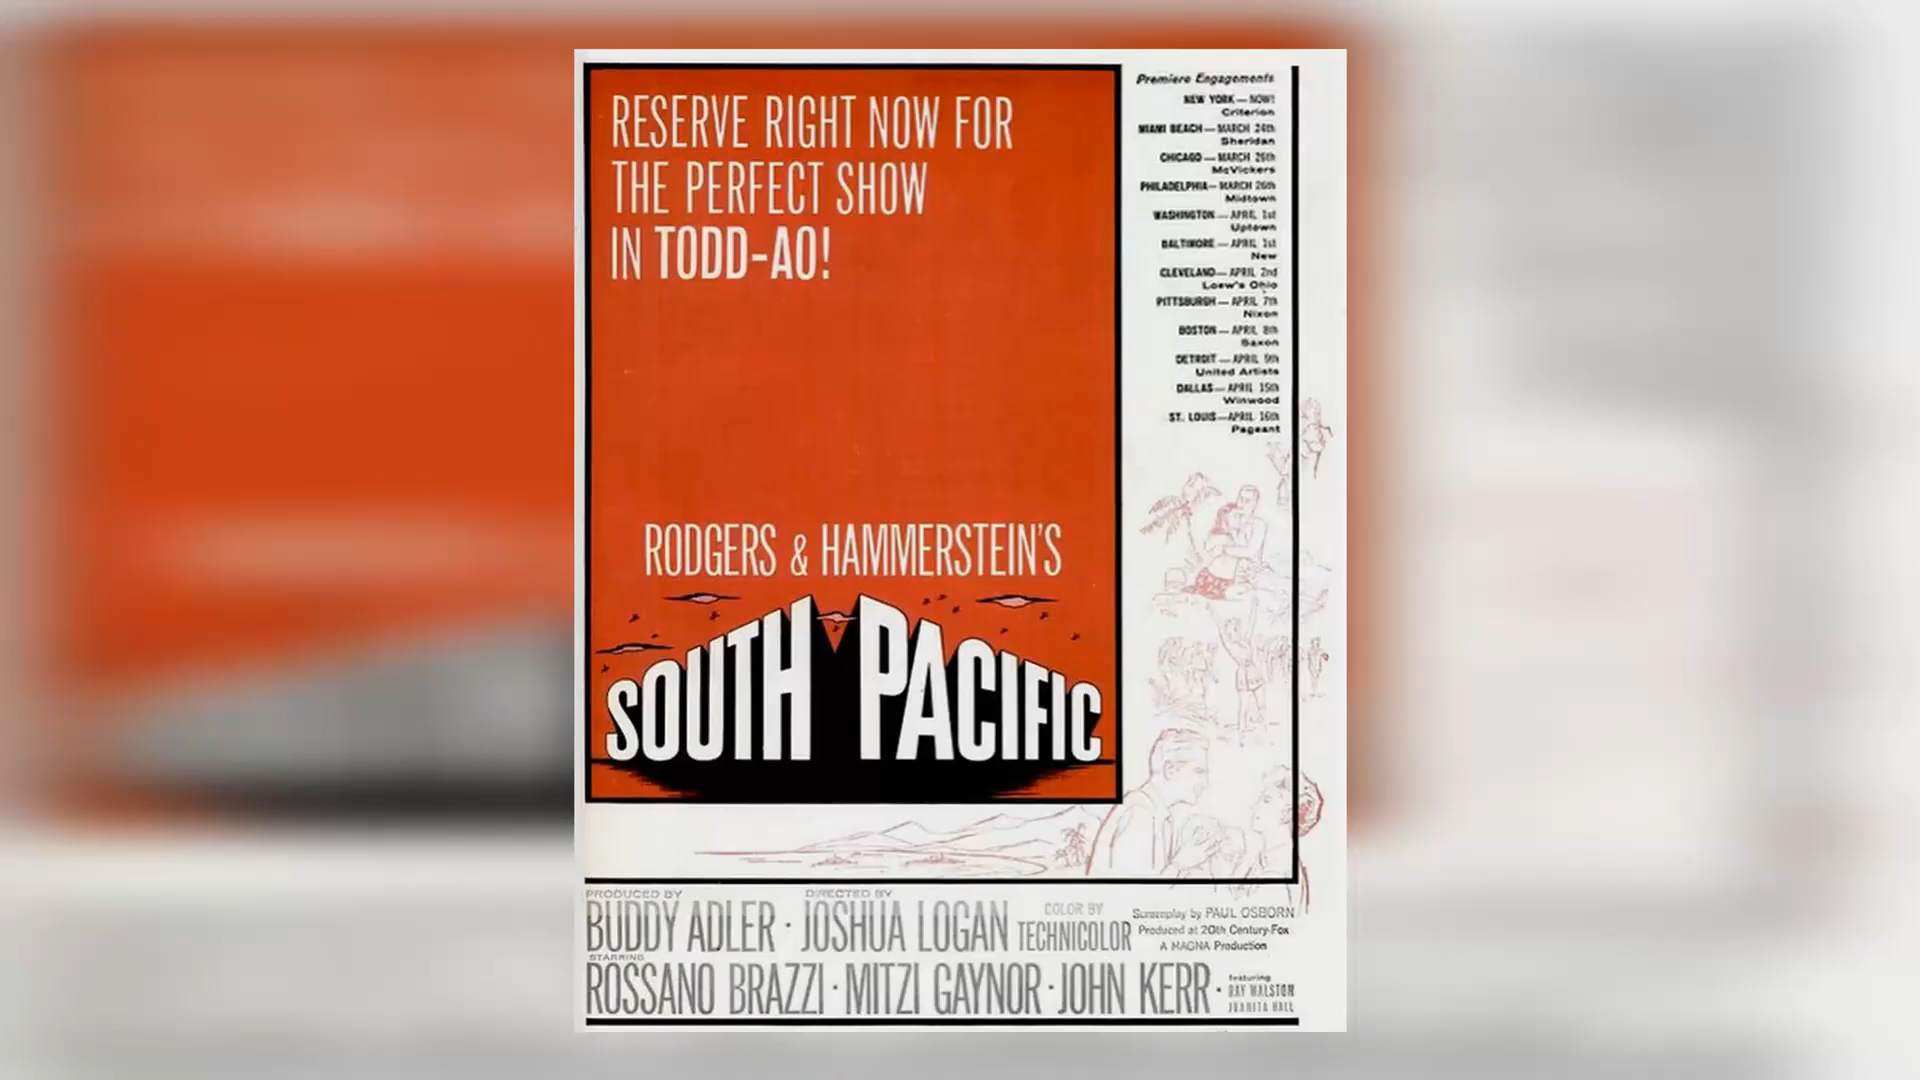 RESERVE RIGHT NOW FOR
THE PERFECT SHOW
IN TODD-AO!
RODGERS & HAMMERSTEIN'S
SOUTH PACIFIC
Premiere Engagements
NEW YORK — NOW!
Criterion
MIAMI BEACH — MARCH 24th
Sheridan
CHICAGO — MARCH 26th
McVickers
PHILADELPHIA — MARCH 26th
Midtown
WASHINGTON — APRIL 1st
Uptown
BALTIMORE — APRIL 1st
New
CLEVELAND — APRIL 2nd
Loew's Ohio
PITTSBURGH — APRIL 7th
Nixon
BOSTON — APRIL 8th
Saxon
DETROIT — APRIL 9th
United Artists
DALLAS — APRIL 15th
Winwood
ST. LOUIS — APRIL 16th
Pageant
PRODUCED BY
BUDDY ADLER ·
DIRECTED BY
JOSHUA LOGAN
COLOR BY
TECHNICOLOR
Screenplay by PAUL OSBORN
Produced at 20th Century-Fox
A MAGNA Production
STARRING
ROSSANO BRAZZI · MITZI GAYNOR · JOHN KERR ·
featuring
RAY WALSTON
JUANITA HALL